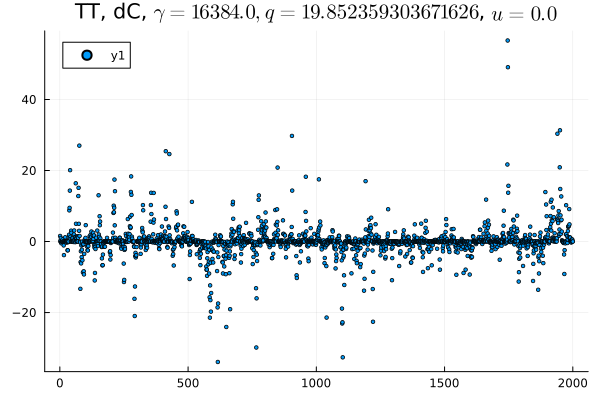 TT, dC, γ = 16384.0, q = 19.852359303671626, u = 0.0
y1
40
20
0
−20
0 500 1000 1500 2000